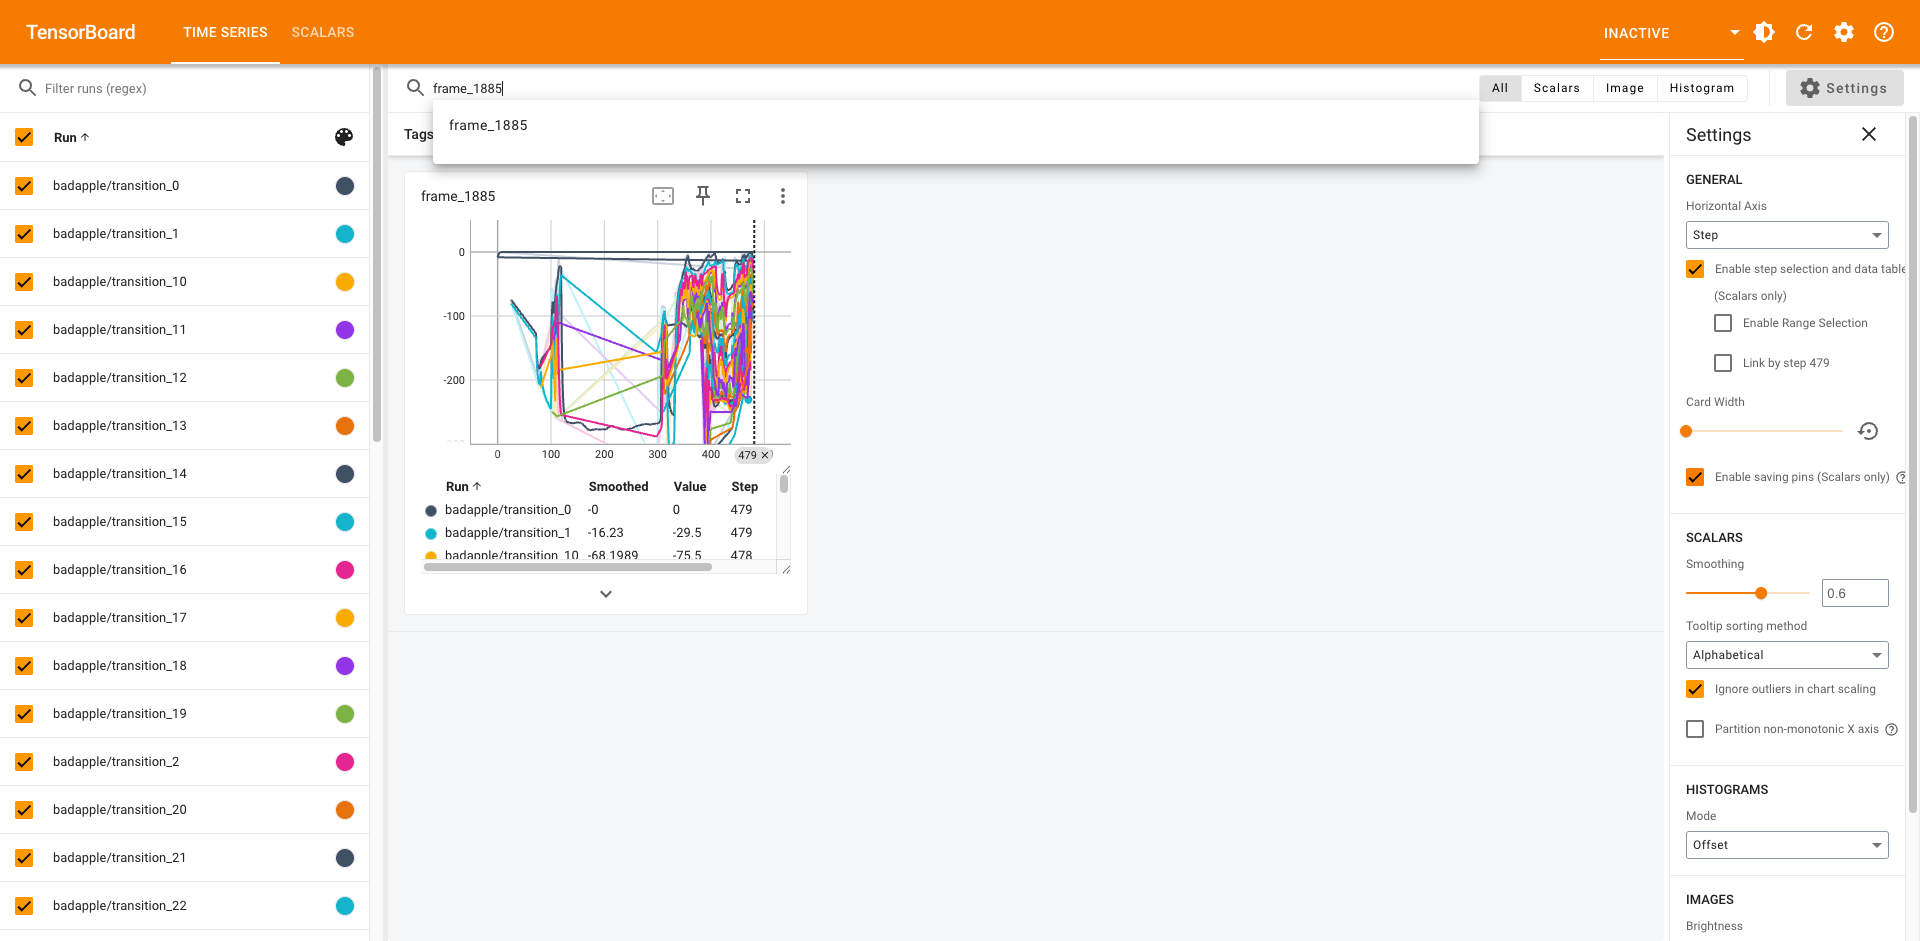 TensorBoard
TIME SERIES
SCALARS
INACTIVE
Filter runs (regex)
frame_1885
All
Scalars
Image
Histogram
Settings
frame_1885
Run
Tags
badapple/transition_0
badapple/transition_1
badapple/transition_10
badapple/transition_11
badapple/transition_12
badapple/transition_13
badapple/transition_14
badapple/transition_15
badapple/transition_16
badapple/transition_17
badapple/transition_18
badapple/transition_19
badapple/transition_2
badapple/transition_20
badapple/transition_21
badapple/transition_22
frame_1885
0
-100
-200
0 100 200 300 400 479
Run Smoothed Value Step
badapple/transition_0 -0 0 479
badapple/transition_1 -16.23 -29.5 479
badapple/transition_10 -68.1989 -75.5 478
Settings
GENERAL
Horizontal Axis
Step
Enable step selection and data table
(Scalars only)
Enable Range Selection
Link by step 479
Card Width
Enable saving pins (Scalars only)
SCALARS
Smoothing
0.6
Tooltip sorting method
Alphabetical
Ignore outliers in chart scaling
Partition non-monotonic X axis
HISTOGRAMS
Mode
Offset
IMAGES
Brightness